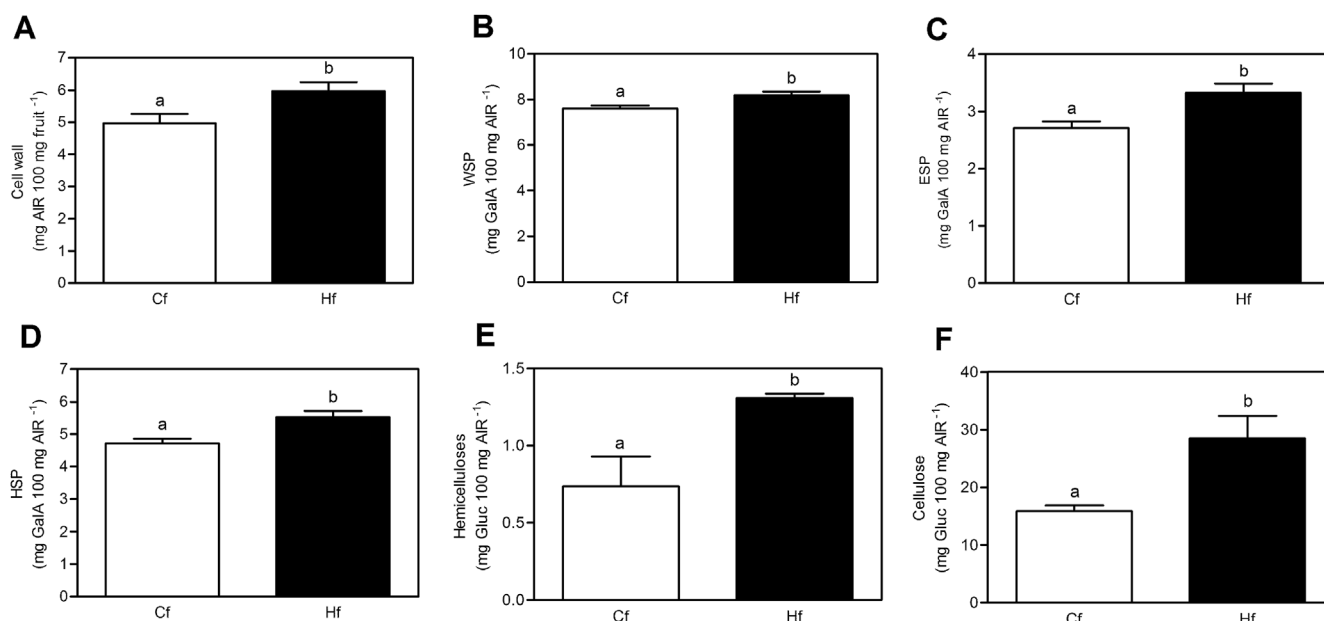 A
Cell wall
(mg AIR 100 mg fruit ⁻¹)
7
6
5
4
3
2
1
0
a
b
Cf
Hf
B
WSP
(mg GalA 100 mg AIR ⁻¹)
10
8
6
4
2
0
a
b
Cf
Hf
C
ESP
(mg GalA 100 mg AIR ⁻¹)
4
3
2
1
0
a
b
Cf
Hf
D
HSP
(mg GalA 100 mg AIR ⁻¹)
7
6
5
4
3
2
1
0
a
b
Cf
Hf
E
Hemicelluloses
(mg Gluc 100 mg AIR ⁻¹)
1.5
1.0
0.5
0.0
a
b
Cf
Hf
F
Cellulose
(mg Gluc 100 mg AIR ⁻¹)
40
30
20
10
0
a
b
Cf
Hf